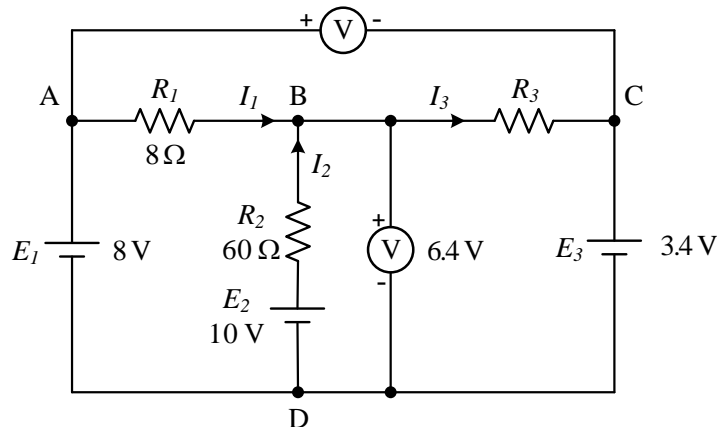 + V -
A R1 I1 B I3 R3 C
8 Ω
I2
R2
60 Ω
+
V 6.4 V
-
E1 8 V
E2
10 V
E3 3.4 V
D